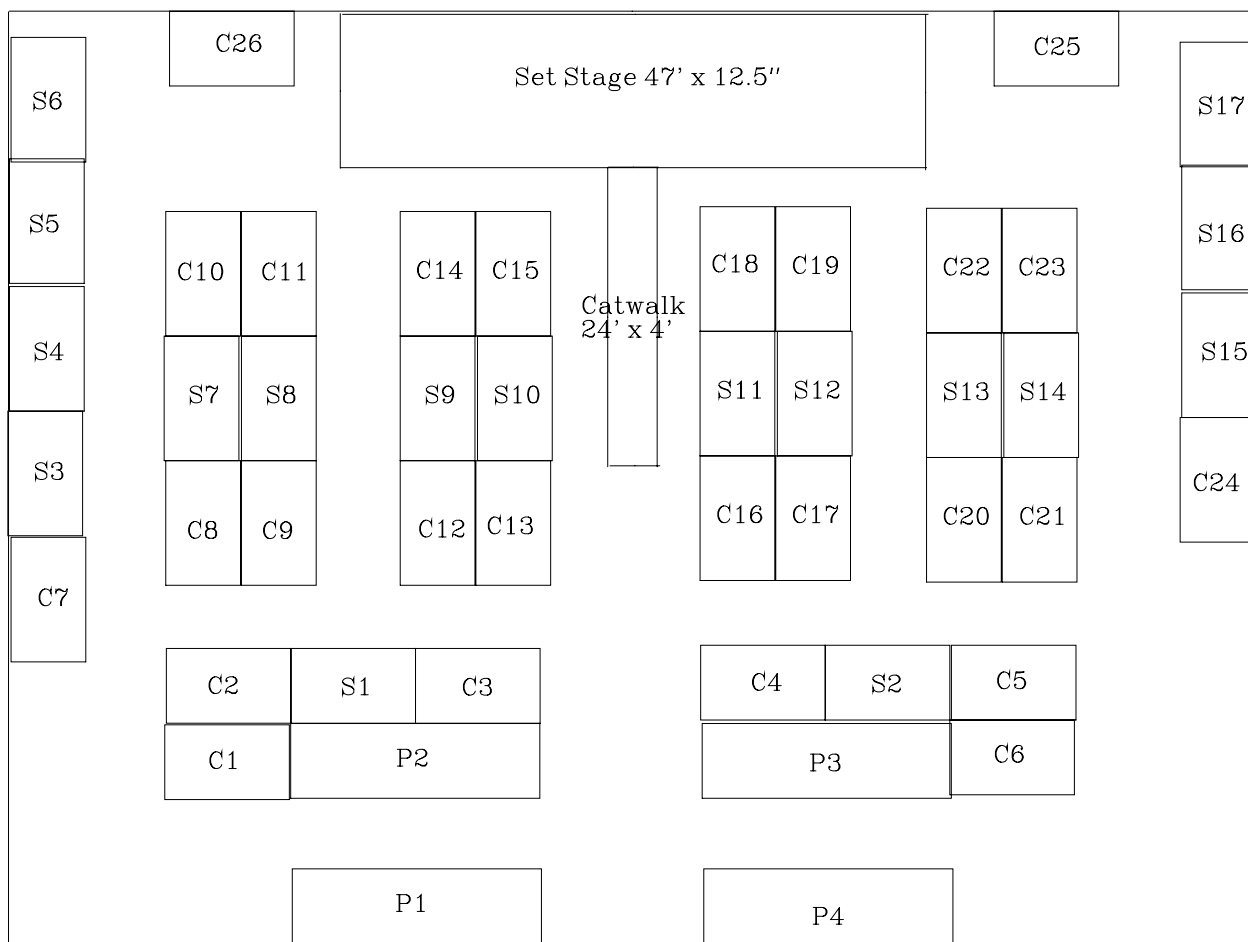 C26
C25
Set Stage 47' x 12.5"
S6
S17
S5
S16
C10 C11 C14 C15 C18 C19 C22 C23
Catwalk
24' x 4'
S4
S15
S7 S8 S9 S10 S11 S12 S13 S14
S3
C24
C8 C9 C12 C13 C16 C17 C20 C21
C7
C2 S1 C3 C4 S2 C5
C1 P2 P3 C6
P1 P4